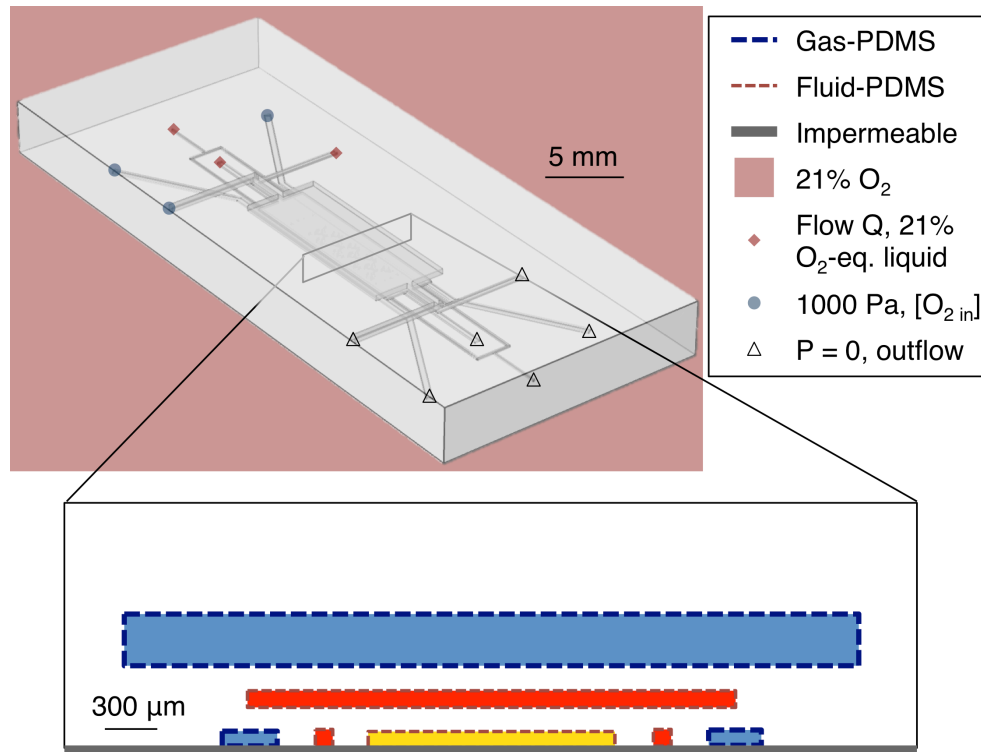 Gas-PDMS
Fluid-PDMS
Impermeable
21% O₂
Flow Q, 21%
O₂-eq. liquid
1000 Pa, [O₂ in]
P = 0, outflow
5 mm
300 µm